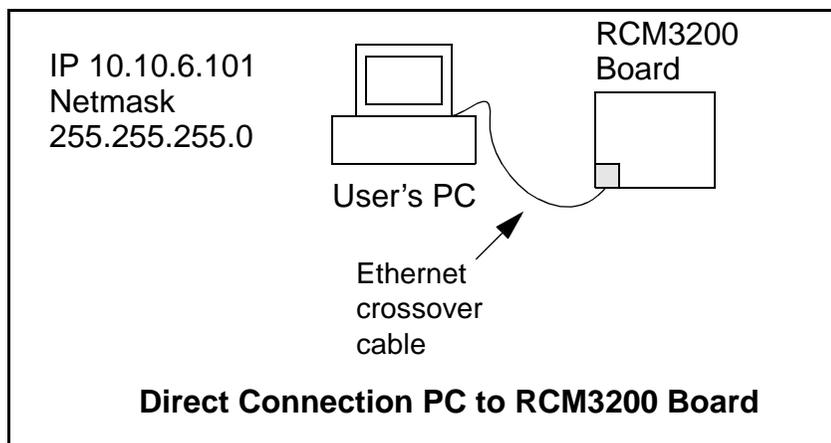 IP 10.10.6.101
Netmask
255.255.255.0
RCM3200
Board
User's PC
Ethernet
crossover
cable
Direct Connection PC to RCM3200 Board